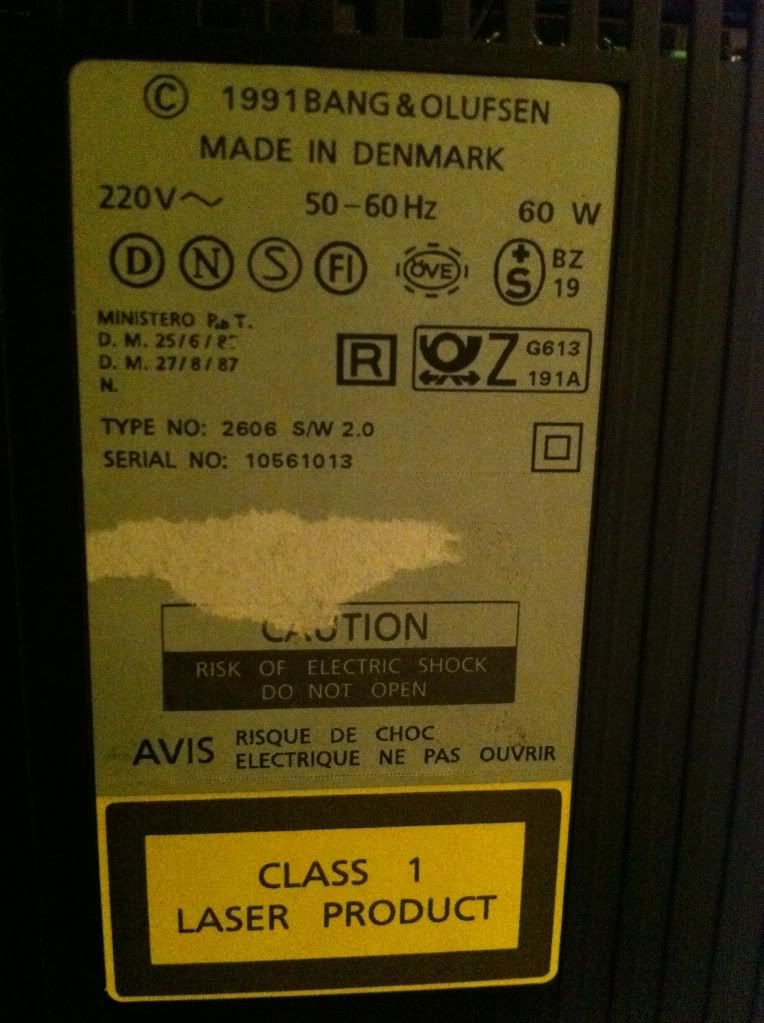 © 1991 BANG & OLUFSEN
MADE IN DENMARK
220V~ 50-60 Hz 60 W
D N S FI ÖVE +S BZ 19
MINISTERO P. T.
D. M. 25/6/
D. M. 27/8/87
N.
R Z G613 191A
TYPE NO: 2606 S/W 2.0
SERIAL NO: 10561013
CAUTION
RISK OF ELECTRIC SHOCK
DO NOT OPEN
AVIS RISQUE DE CHOC
ELECTRIQUE NE PAS OUVRIR
CLASS 1
LASER PRODUCT